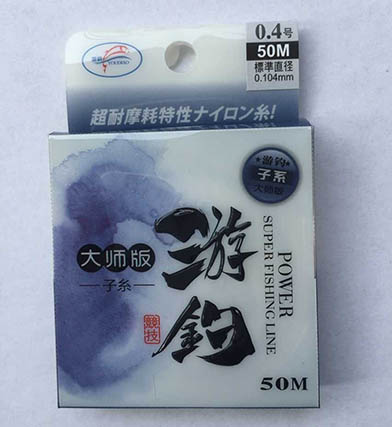 0.4号
50M
標準直径
0.104mm
超耐摩耗特性ナイロン糸!
游钓
子系
大师版
大师版
子系
游钓
競技
POWER
SUPER FISHING LINE
50M